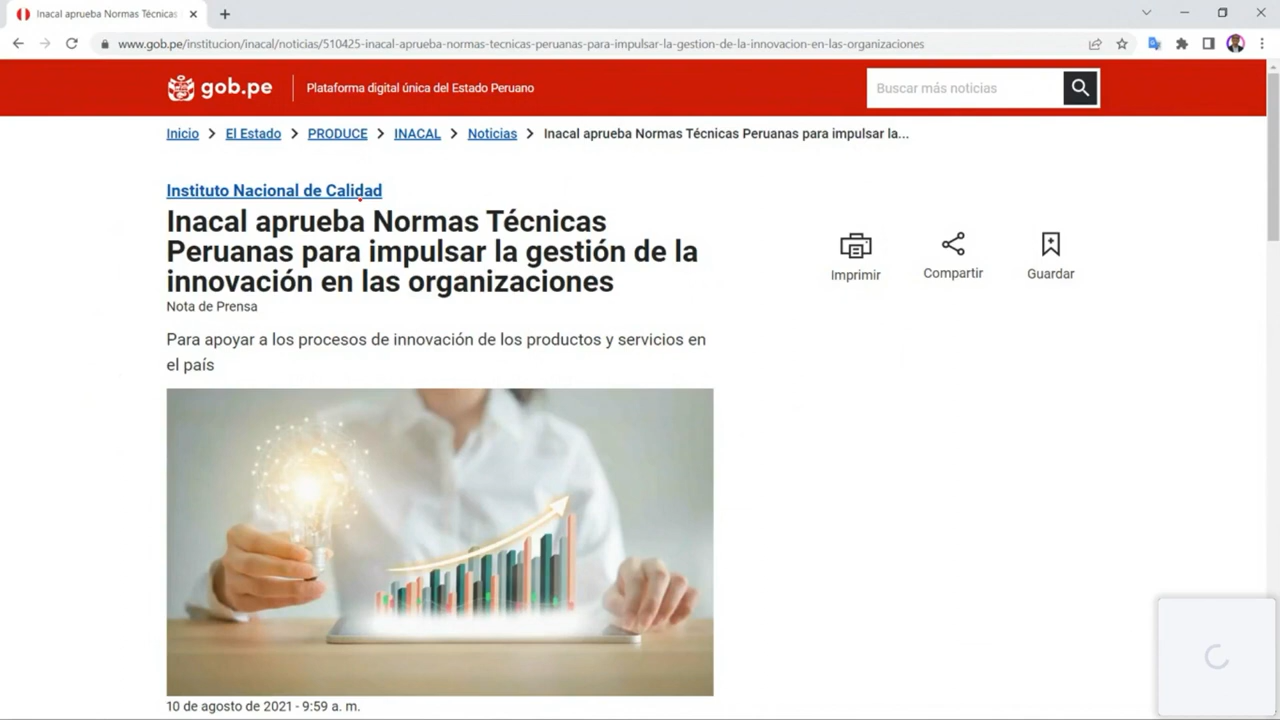 Inacal aprueba Normas Técnicas
www.gob.pe/institucion/inacal/noticias/510425-inacal-aprueba-normas-tecnicas-peruanas-para-impulsar-la-gestion-de-la-innovacion-en-las-organizaciones
gob.pe
Plataforma digital única del Estado Peruano
Buscar más noticias
Inicio > El Estado > PRODUCE > INACAL > Noticias > Inacal aprueba Normas Técnicas Peruanas para impulsar la...
Instituto Nacional de Calidad
Inacal aprueba Normas Técnicas
Peruanas para impulsar la gestión de la
innovación en las organizaciones
Nota de Prensa
Imprimir
Compartir
Guardar
Para apoyar a los procesos de innovación de los productos y servicios en
el país
10 de agosto de 2021 - 9:59 a. m.